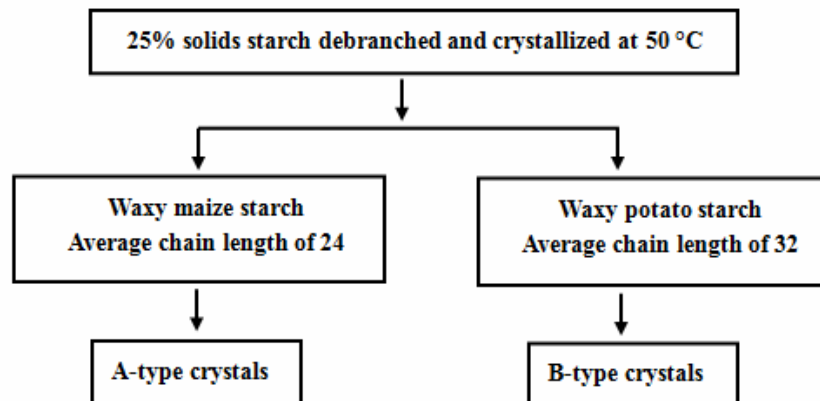 25% solids starch debranched and crystallized at 50 °C
Waxy maize starch
Average chain length of 24
Waxy potato starch
Average chain length of 32
A-type crystals
B-type crystals